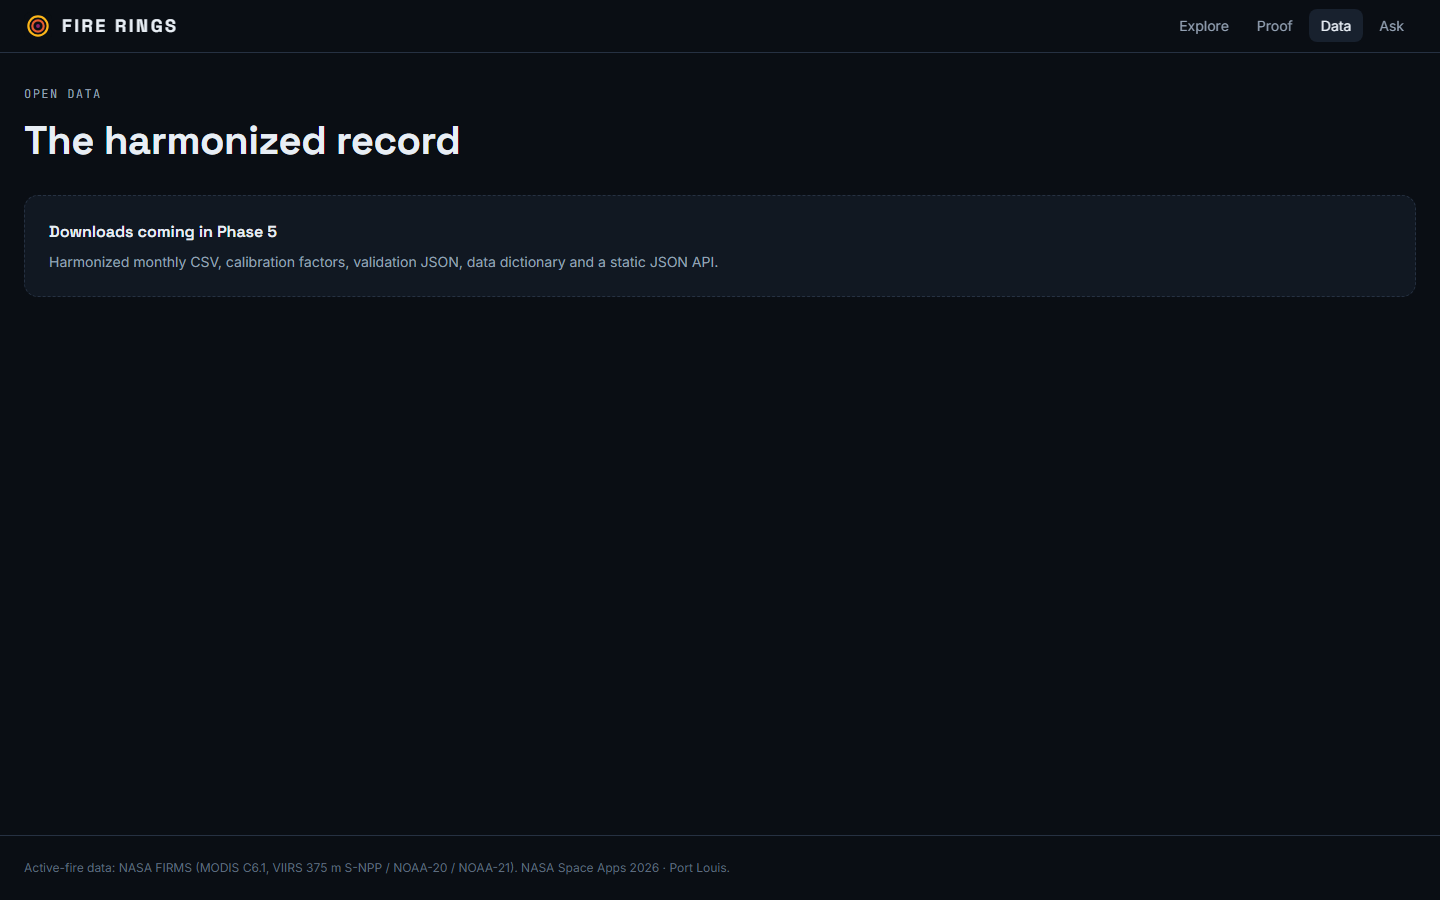 FIRE RINGS
Explore Proof Data Ask
OPEN DATA
The harmonized record
Downloads coming in Phase 5
Harmonized monthly CSV, calibration factors, validation JSON, data dictionary and a static JSON API.
Active-fire data: NASA FIRMS (MODIS C6.1, VIIRS 375 m S-NPP / NOAA-20 / NOAA-21). NASA Space Apps 2026 · Port Louis.